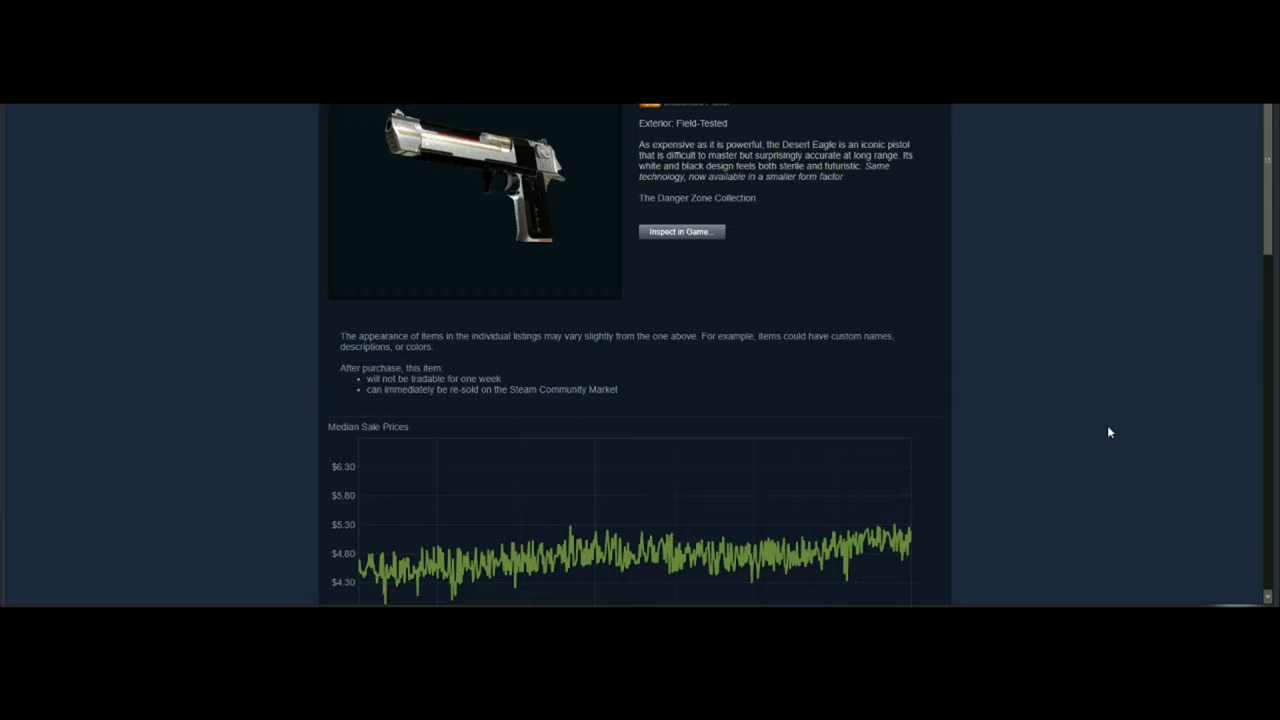 Exterior: Field-Tested
As expensive as it is powerful, the Desert Eagle is an iconic pistol
that is difficult to master but surprisingly accurate at long range. Its
white and black design feels both sterile and futuristic. Same
technology, now available in a smaller form factor
The Danger Zone Collection
Inspect in Game...
The appearance of items in the individual listings may vary slightly from the one above. For example, items could have custom names,
descriptions, or colors.
After purchase, this item:
will not be tradable for one week
can immediately be re-sold on the Steam Community Market
Median Sale Prices
$6.30
$5.80
$5.30
$4.80
$4.30